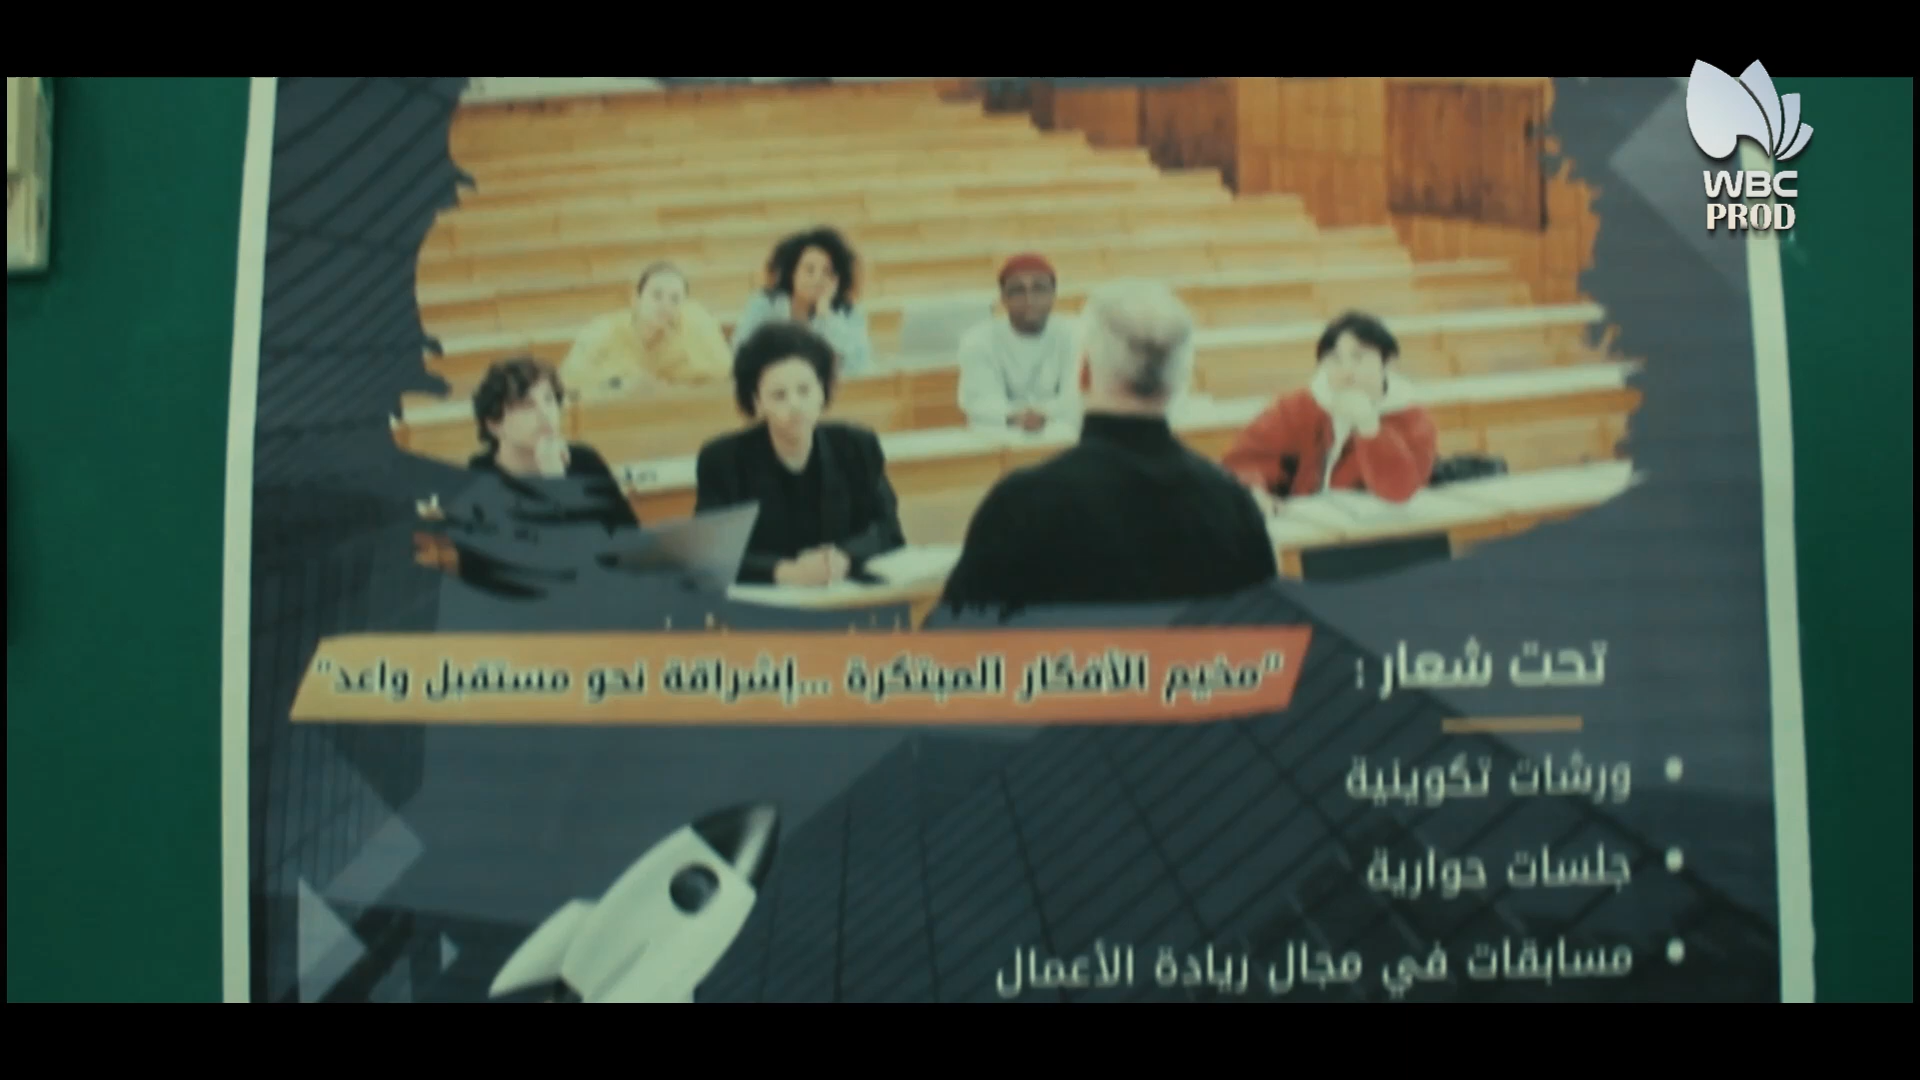 WBC
PROD
تحت شعار : "مخيم الأفكار المبتكرة ...إشراقة نحو مستقبل واعد"
• ورشات تكوينية
• جلسات حوارية
• مسابقات في مجال ريادة الأعمال